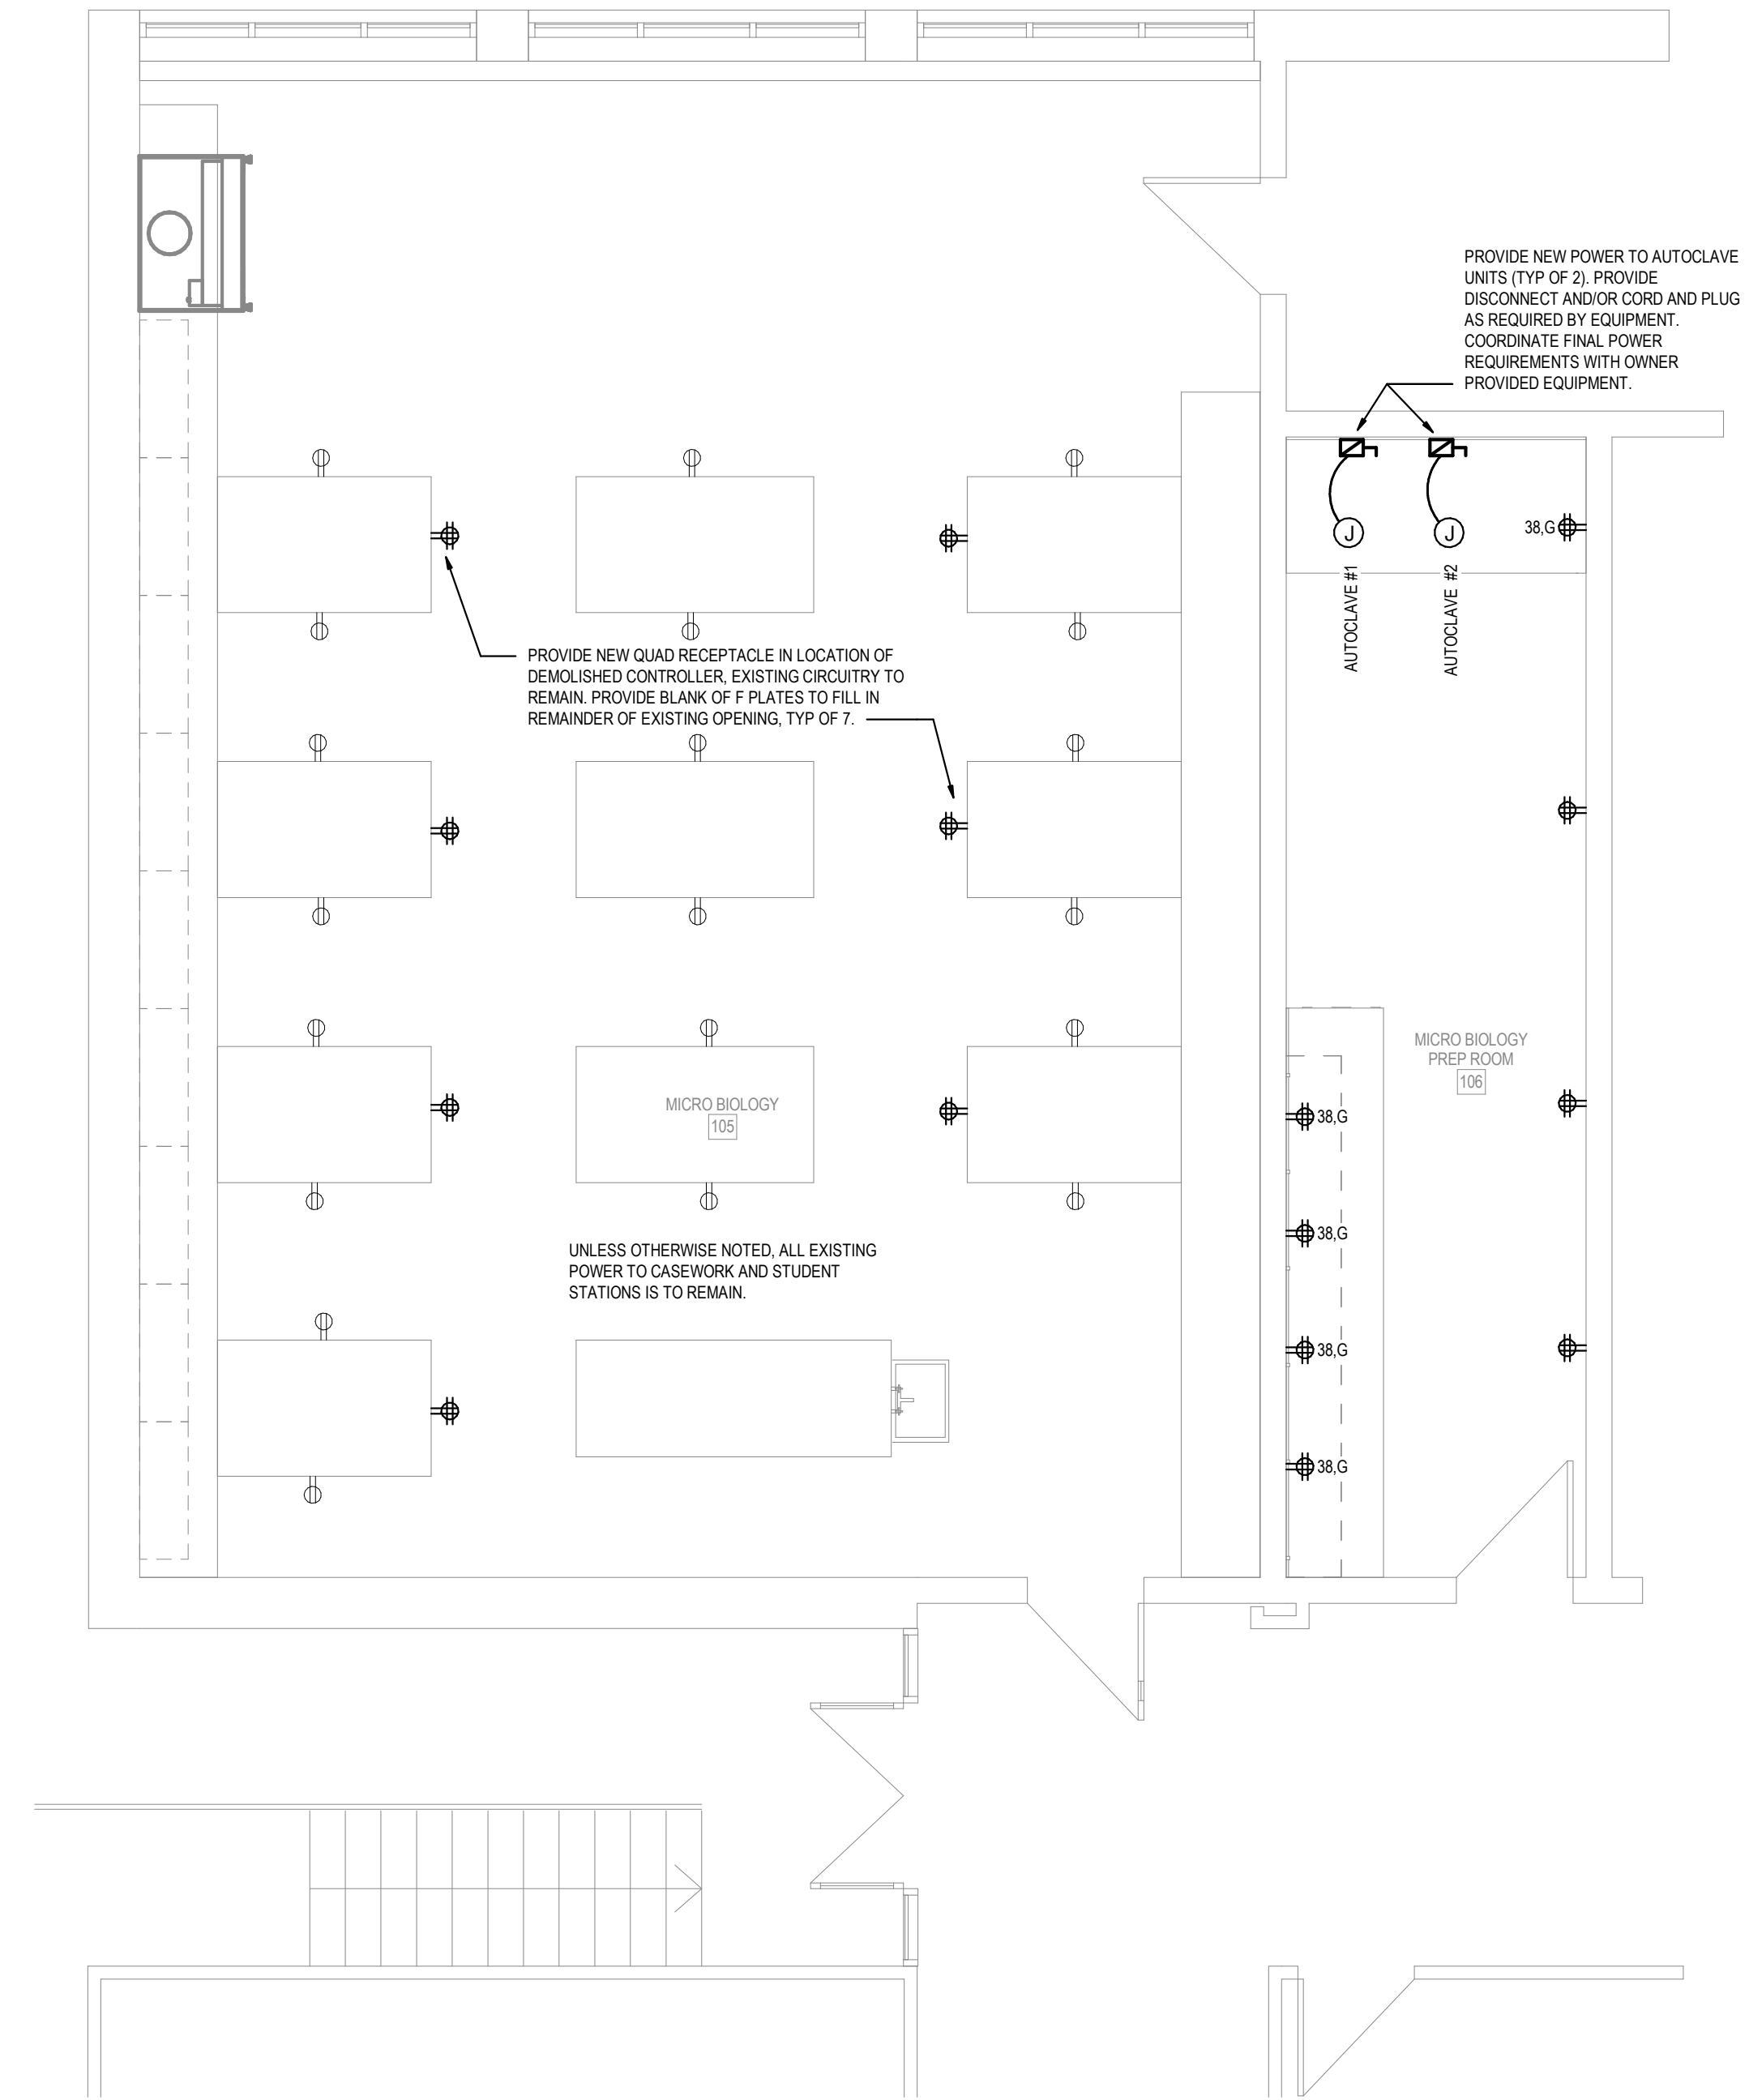 PROVIDE NEW POWER TO AUTOCLAVE
UNITS (TYP OF 2). PROVIDE
DISCONNECT AND/OR CORD AND PLUG
AS REQUIRED BY EQUIPMENT.
COORDINATE FINAL POWER
REQUIREMENTS WITH OWNER
PROVIDED EQUIPMENT.
38,G
J
J
AUTOCLAVE #1
AUTOCLAVE #2
PROVIDE NEW QUAD RECEPTACLE IN LOCATION OF
DEMOLISHED CONTROLLER, EXISTING CIRCUITRY TO
REMAIN. PROVIDE BLANK OF F PLATES TO FILL IN
REMAINDER OF EXISTING OPENING, TYP OF 7.
MICRO BIOLOGY
PREP ROOM
106
MICRO BIOLOGY
105
38,G
38,G
38,G
38,G
UNLESS OTHERWISE NOTED, ALL EXISTING
POWER TO CASEWORK AND STUDENT
STATIONS IS TO REMAIN.